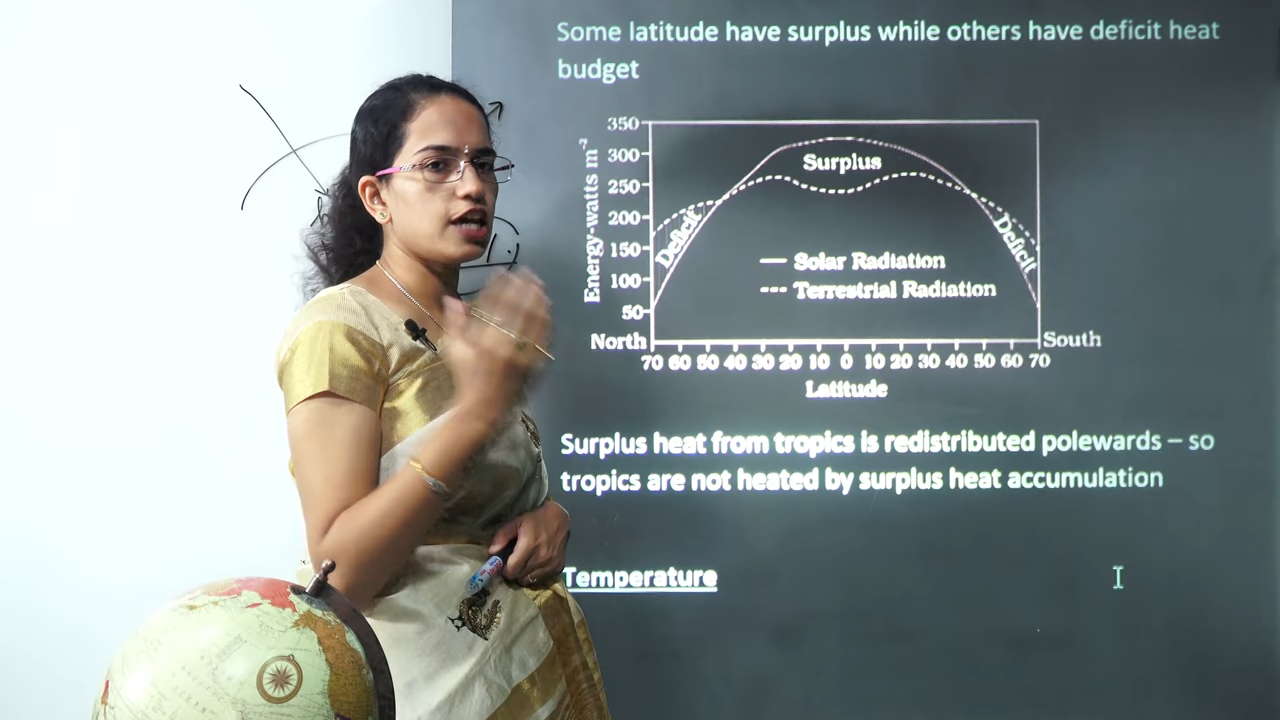 Some latitude have surplus while others have deficit heat
budget
350
300
250
200
150
100
50
Energy-watts m⁻²
Surplus
Deficit
Deficit
Solar Radiation
Terrestrial Radiation
North
South
70 60 50 40 30 20 10 0 10 20 30 40 50 60 70
Latitude
Surplus heat from tropics is redistributed polewards – so
tropics are not heated by surplus heat accumulation
Temperature